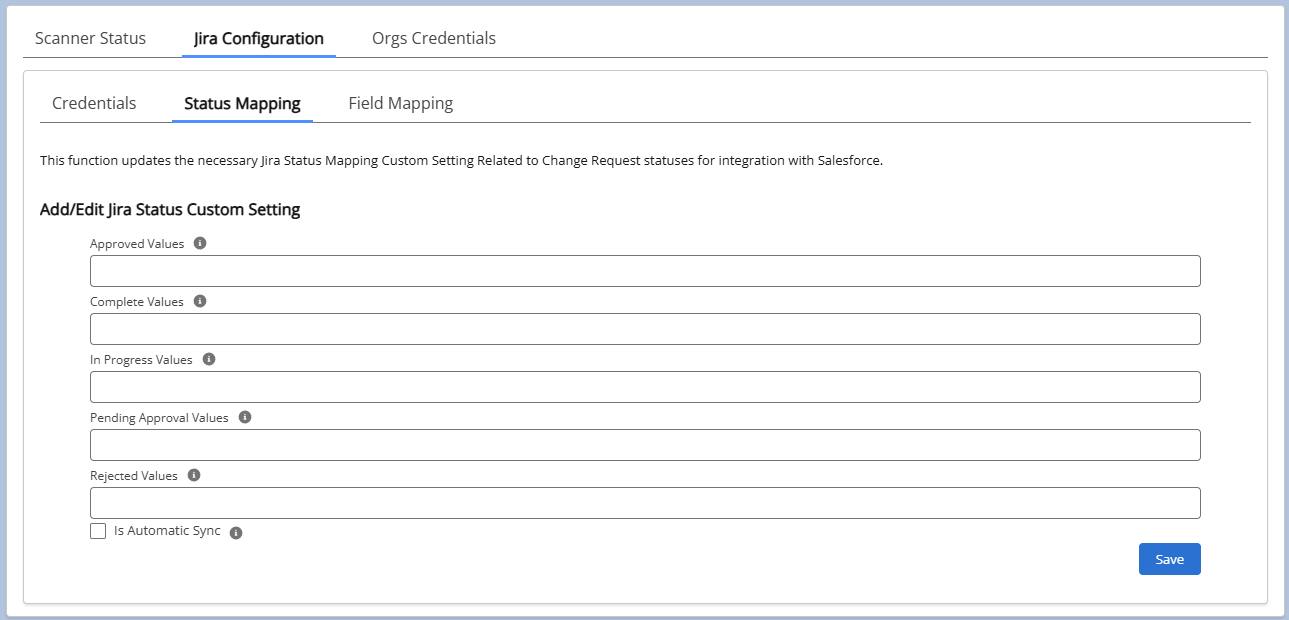 Scanner Status Jira Configuration Orgs Credentials
Credentials Status Mapping Field Mapping
This function updates the necessary Jira Status Mapping Custom Setting Related to Change Request statuses for integration with Salesforce.
Add/Edit Jira Status Custom Setting
Approved Values
Complete Values
In Progress Values
Pending Approval Values
Rejected Values
Is Automatic Sync
Save